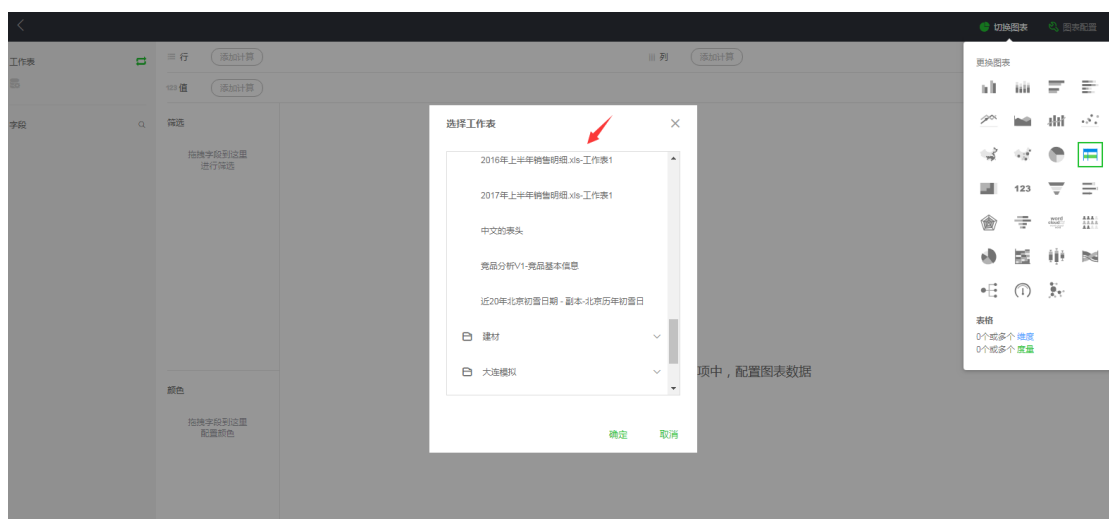 切换图表
图表配置
工作表
行
添加计算
列
添加计算
123 值
添加计算
字段
筛选
拖拽字段到这里
进行筛选
颜色
拖拽字段到这里
配置颜色
选择工作表
2016年上半年销售明细.xls-工作表1
2017年上半年销售明细.xls-工作表1
中文的表头
竞品分析V1-竞品基本信息
近20年北京初雪日期 - 副本-北京历年初雪日
建材
大连模拟
确定
取消
项中，配置图表数据
更换图表
123
word
cloud
表格
0个或多个 维度
0个或多个 度量